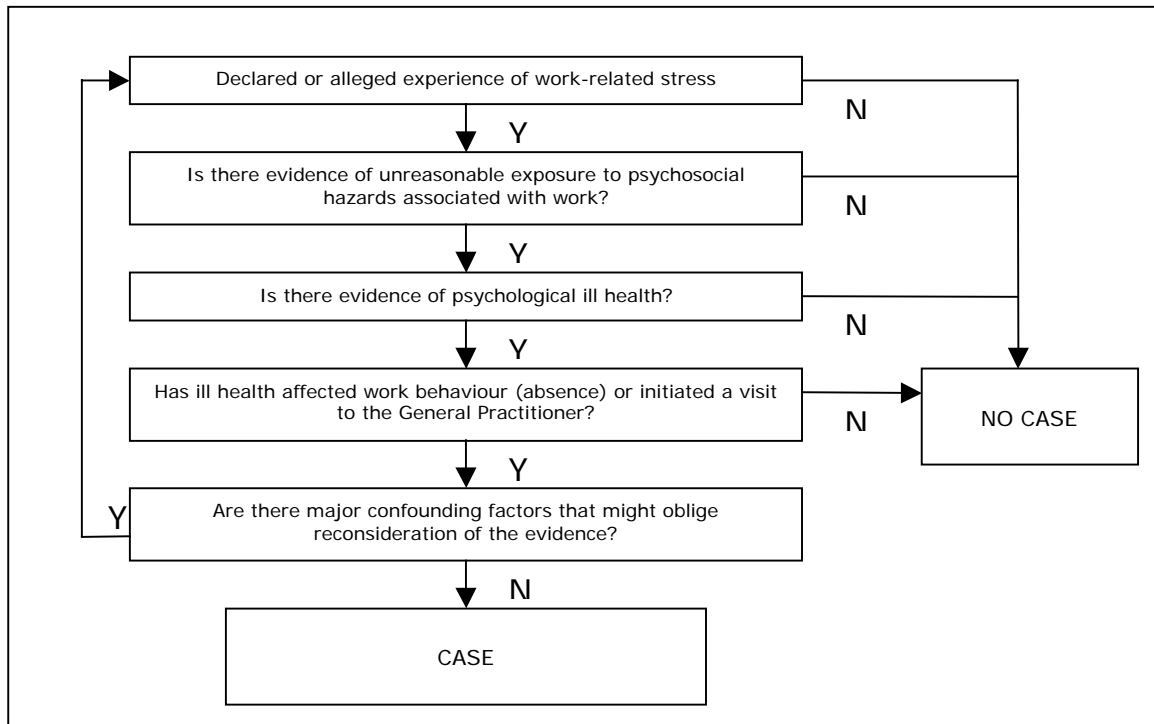 Declared or alleged experience of work-related stress
N
Y
Is there evidence of unreasonable exposure to psychosocial
hazards associated with work?
N
Y
Is there evidence of psychological ill health?
N
Y
Has ill health affected work behaviour (absence) or initiated a visit
to the General Practitioner?
N
NO CASE
Y
Are there major confounding factors that might oblige
reconsideration of the evidence?
Y
N
CASE